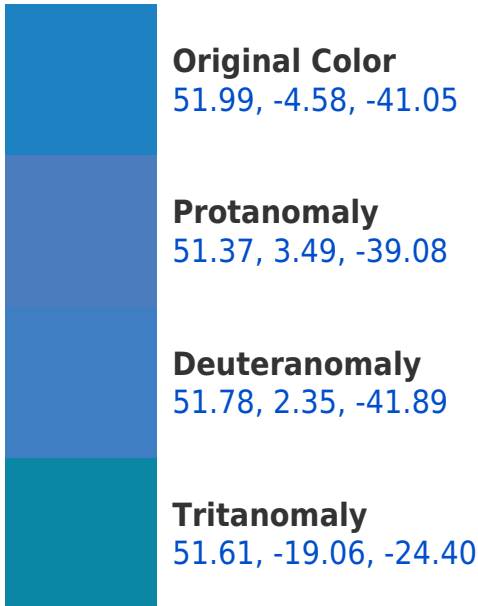 Original Color
51.99, -4.58, -41.05
Protanomaly
51.37, 3.49, -39.08
Deuteranomaly
51.78, 2.35, -41.89
Tritanomaly
51.61, -19.06, -24.40